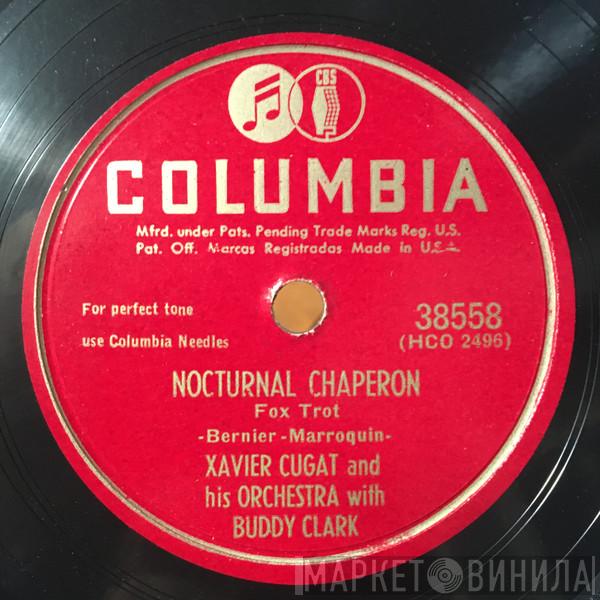 CBS
COLUMBIA
Mfrd. under Pats. Pending Trade Marks Reg. U.S.
Pat. Off. Marcas Registradas Made in U.S.A.
For perfect tone
use Columbia Needles
38558
(HCO 2496)
NOCTURNAL CHAPERON
Fox Trot
-Bernier-Marroquin-
XAVIER CUGAT and
his ORCHESTRA with
BUDDY CLARK
МАРКЕТ ВИНИЛА